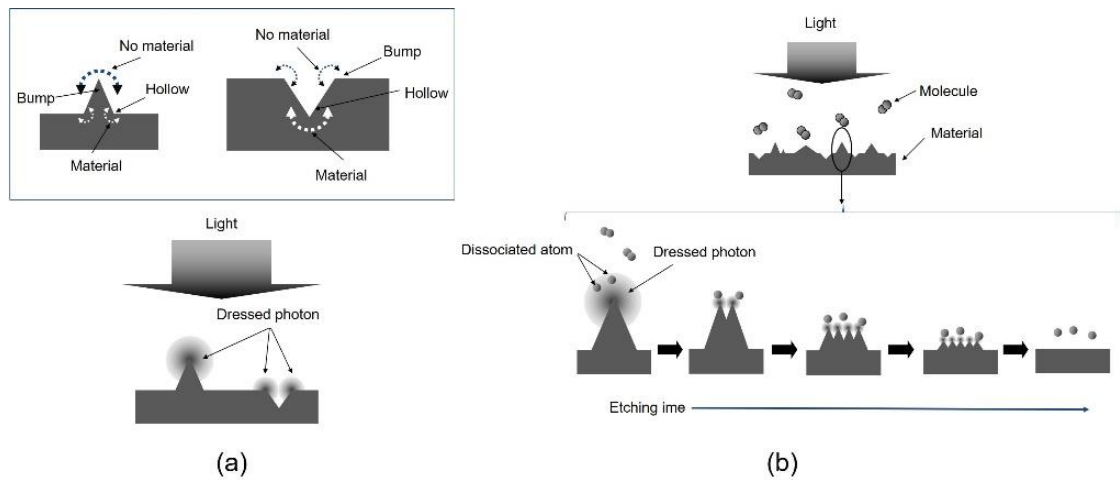 No material
Bump
Hollow
Material
No material
Bump
Hollow
Material
Light
Dressed photon
(a)
Light
Molecule
Material
Dissociated atom
Dressed photon
Etching ime
(b)